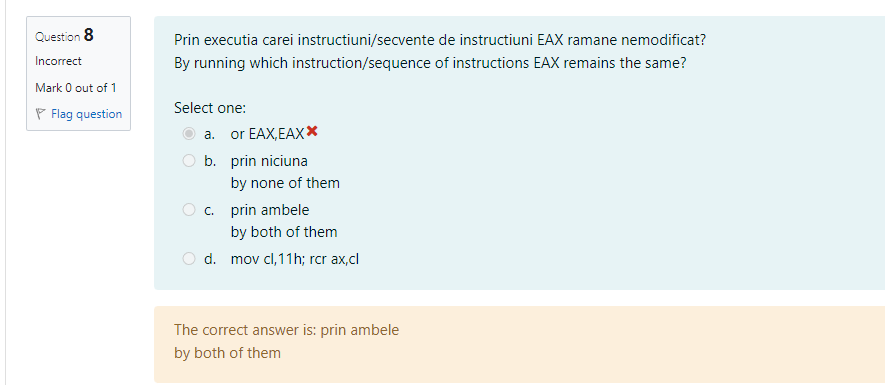 Question 8
Incorrect
Mark 0 out of 1
Flag question
Prin executia carei instructiuni/secvente de instructiuni EAX ramane nemodificat?
By running which instruction/sequence of instructions EAX remains the same?
Select one:
a. or EAX,EAX
b. prin niciuna
by none of them
c. prin ambele
by both of them
d. mov cl,11h; rcr ax,cl
The correct answer is: prin ambele
by both of them